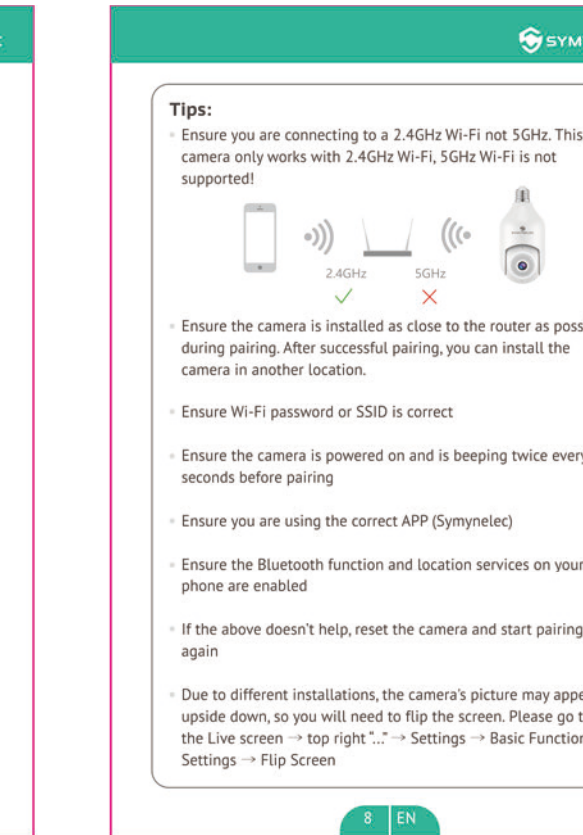 SYM
Tips:
Ensure you are connecting to a 2.4GHz Wi-Fi not 5GHz. This
camera only works with 2.4GHz Wi-Fi, 5GHz Wi-Fi is not
supported!
2.4GHz 5GHz
Ensure the camera is installed as close to the router as poss
during pairing. After successful pairing, you can install the
camera in another location.
Ensure Wi-Fi password or SSID is correct
Ensure the camera is powered on and is beeping twice every
seconds before pairing
Ensure you are using the correct APP (Symynelec)
Ensure the Bluetooth function and location services on your
phone are enabled
If the above doesn't help, reset the camera and start pairing
again
Due to different installations, the camera's picture may appe
upside down, so you will need to flip the screen. Please go t
the Live screen → top right "..." → Settings → Basic Function
Settings → Flip Screen
8 EN